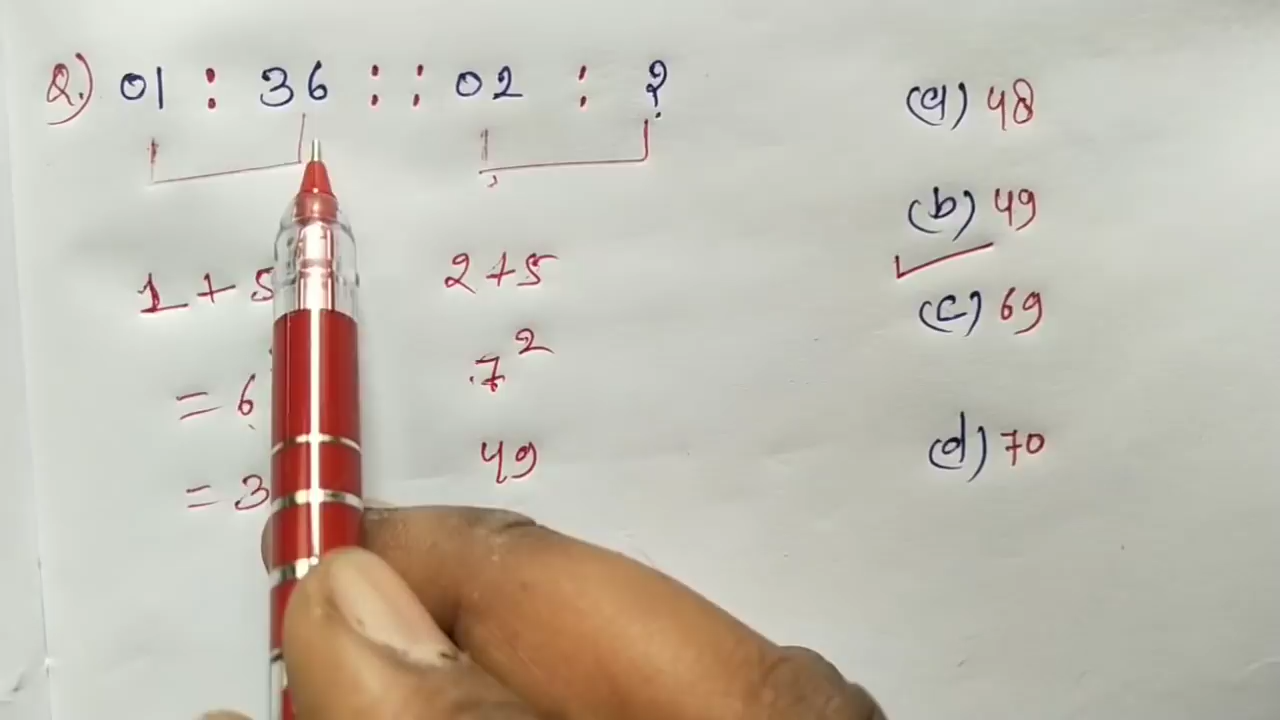 Q.) 01 : 36 : : 02 : ?
(a) 48
(b) 49
(c) 69
(d) 70
1 + 5
= 6
= 3
2 + 5
7²
49